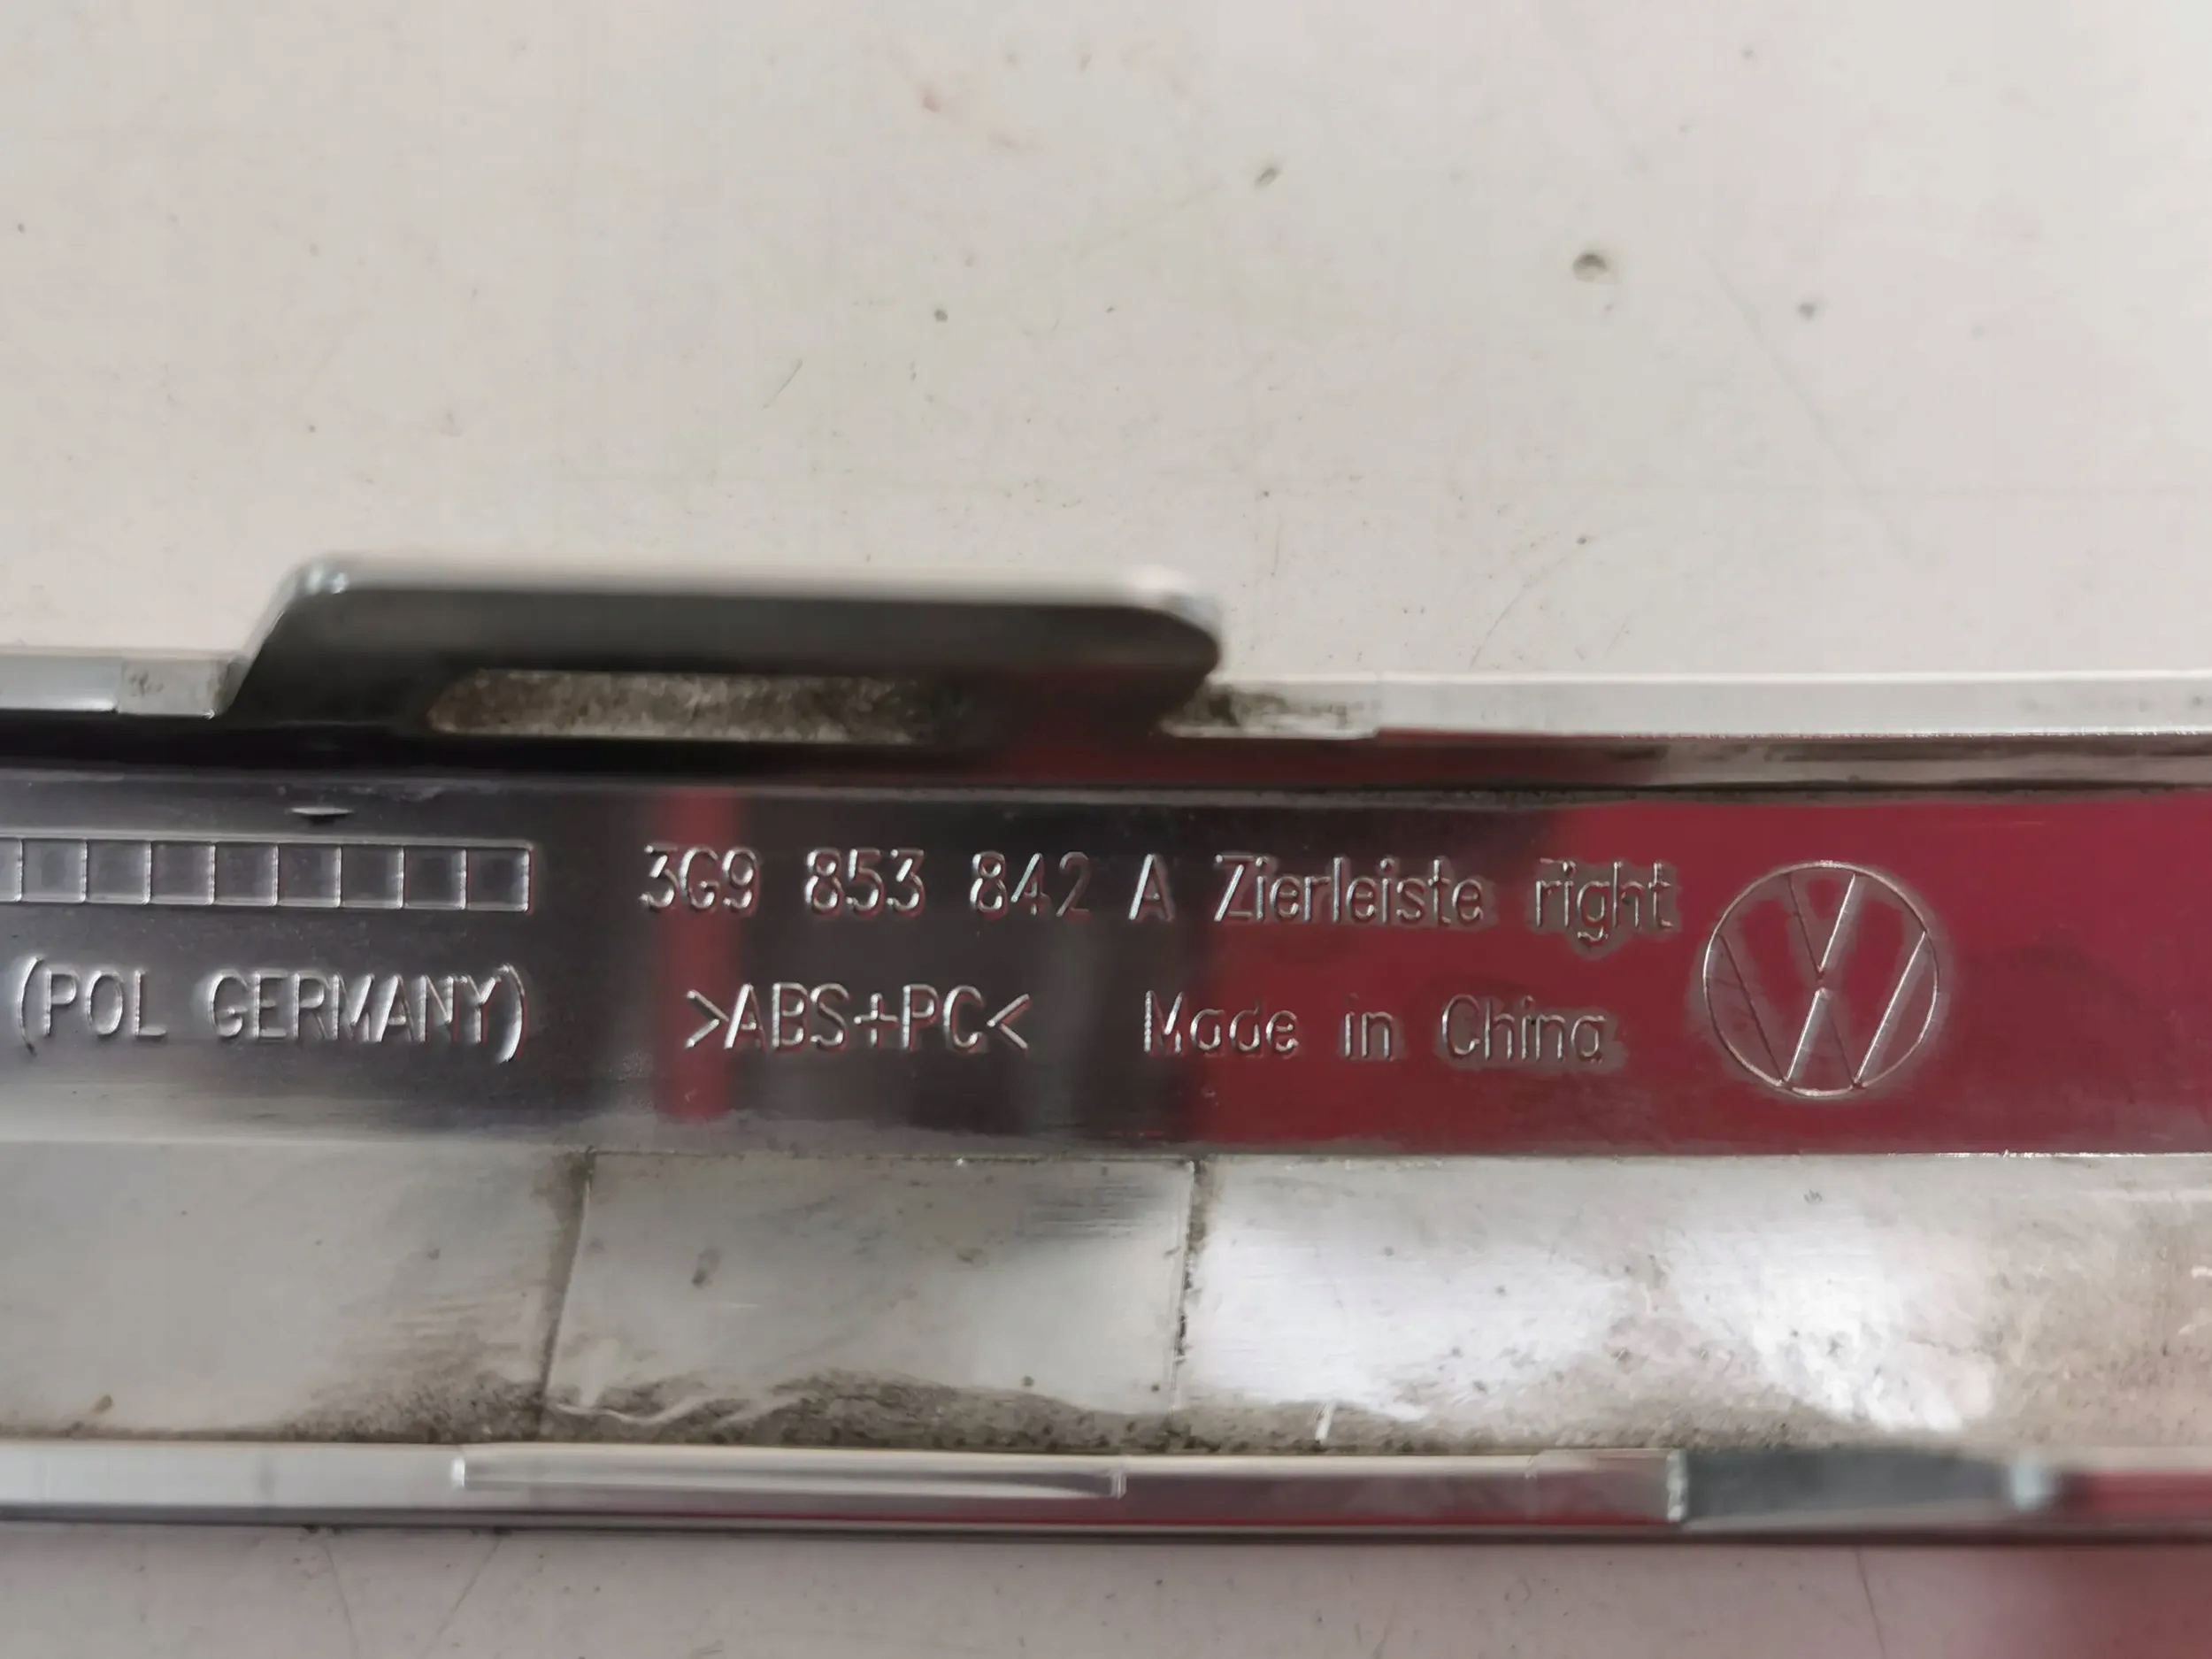 3G9 853 842 A Zierleiste right
(POL GERMANY) >ABS+PC< Made in China